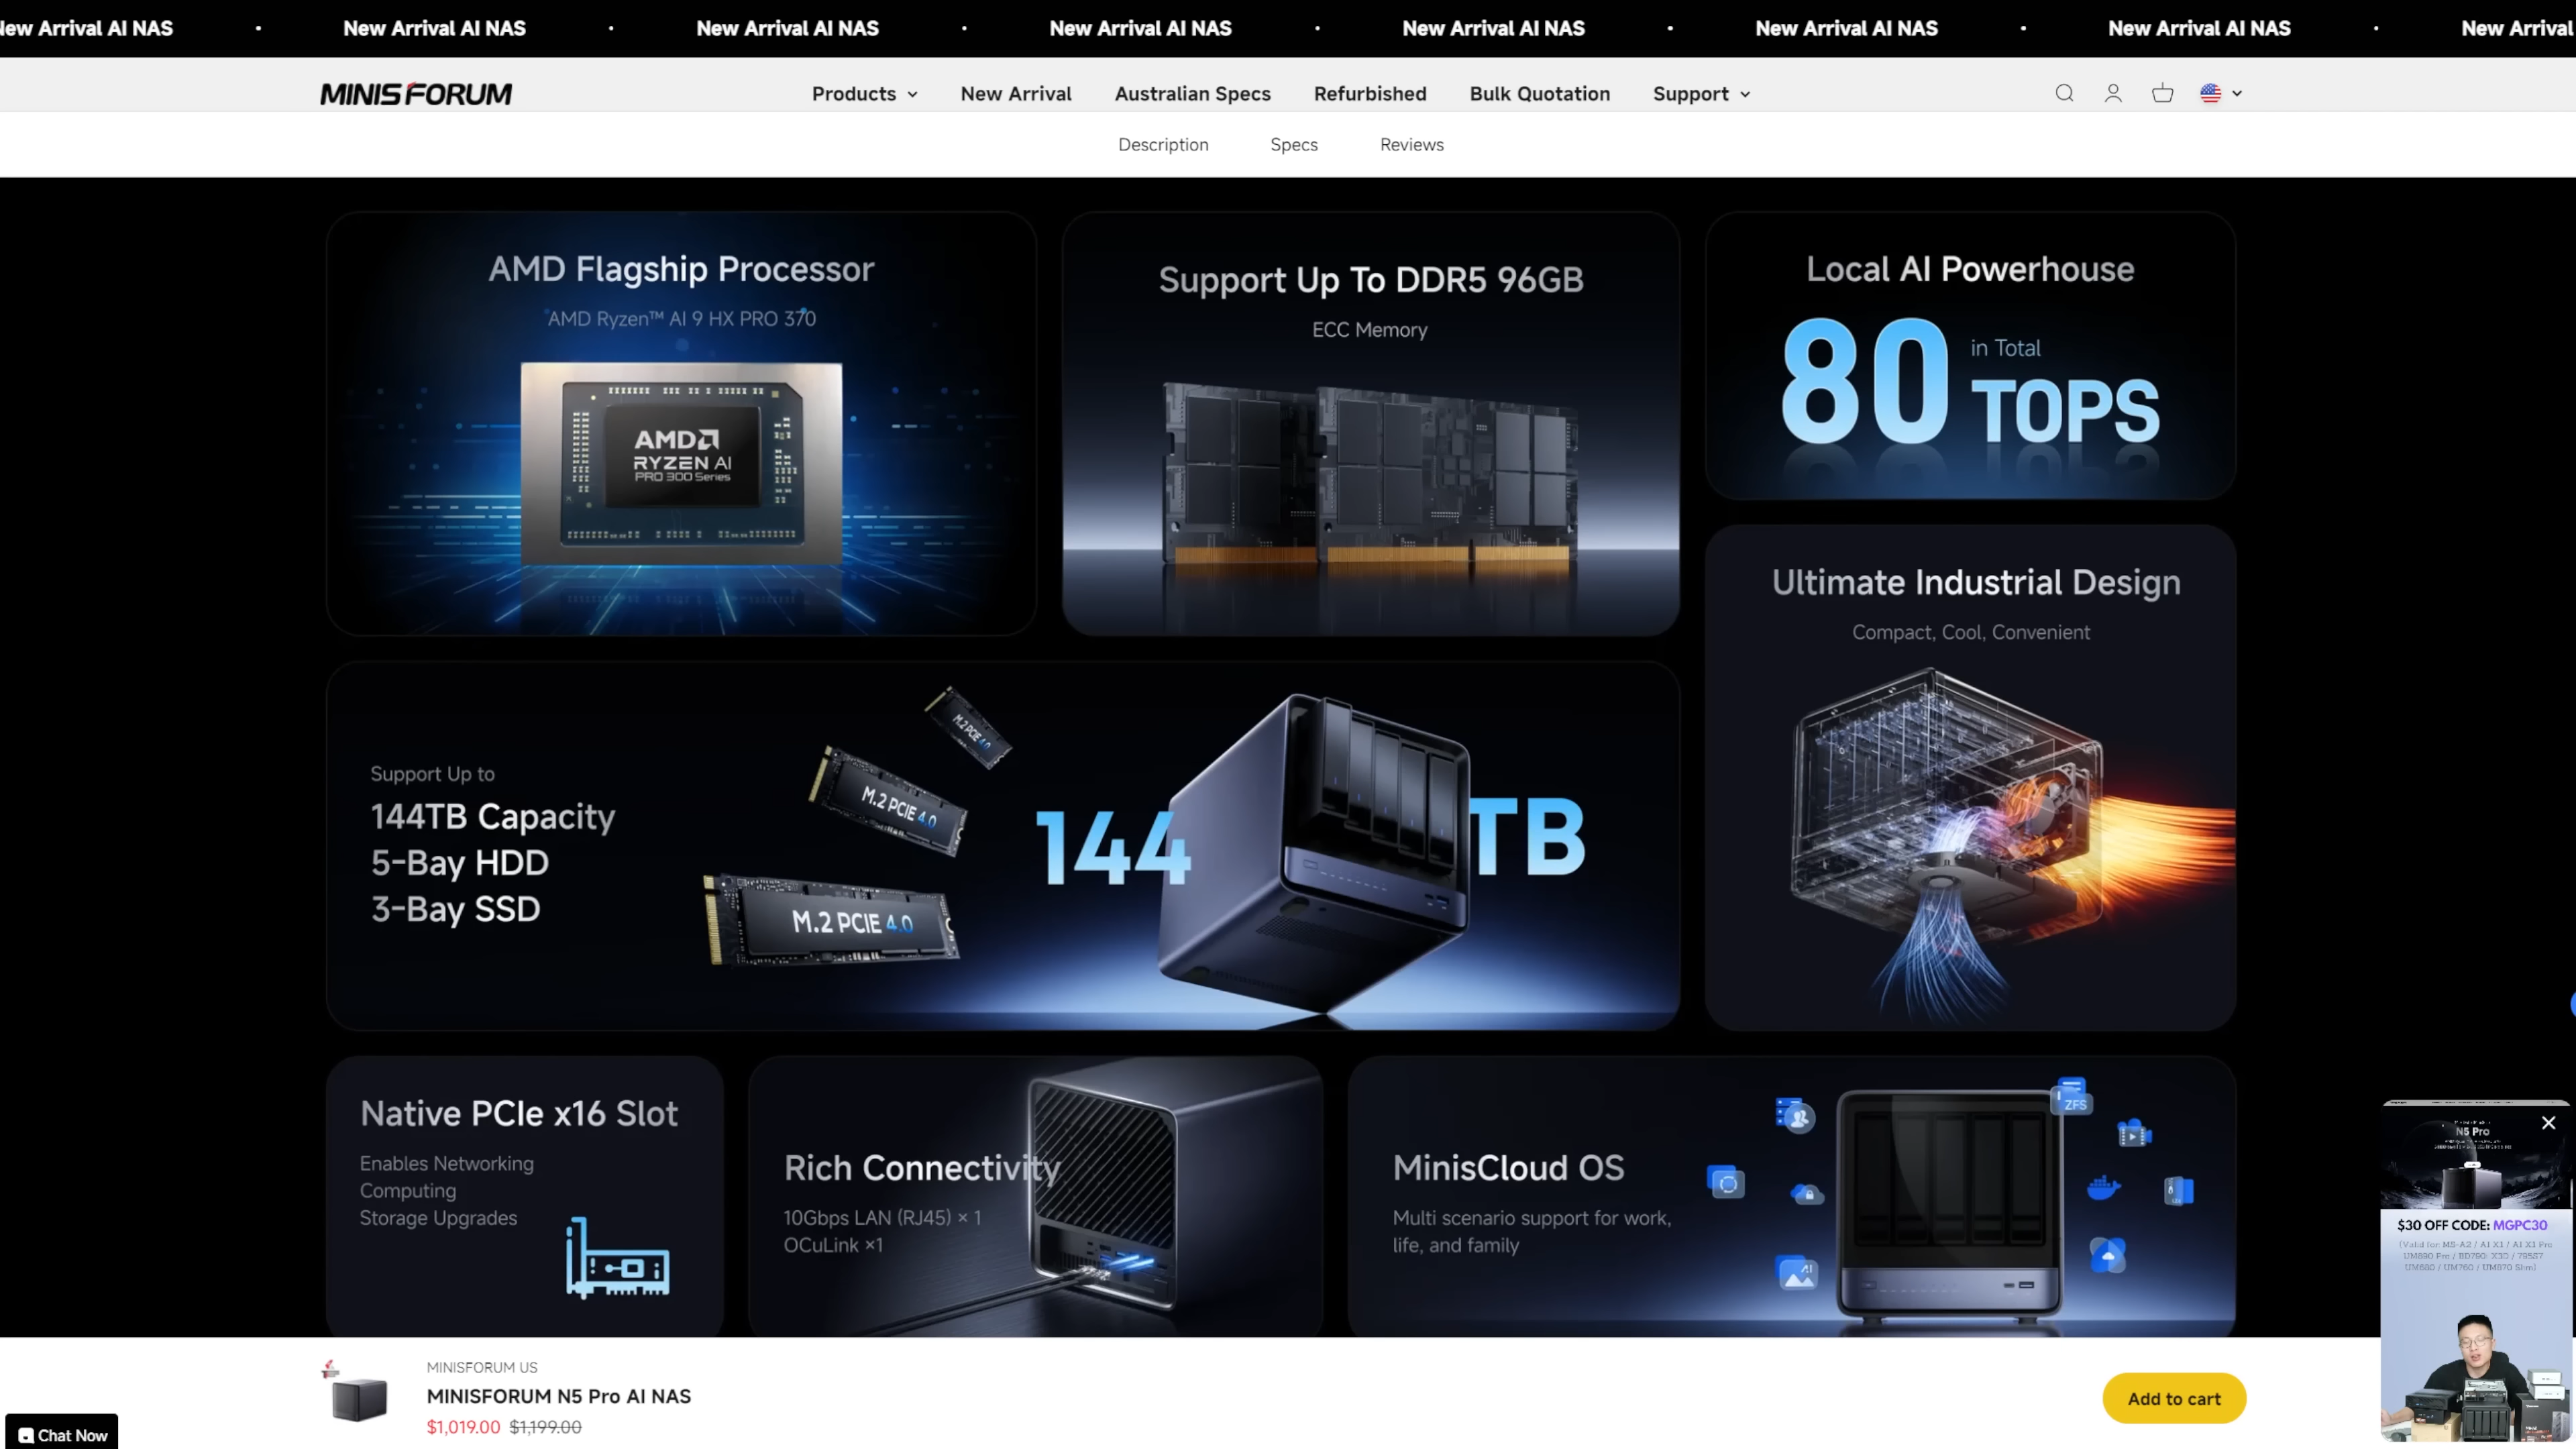 New Arrival AI NAS · New Arrival AI NAS · New Arrival AI NAS · New Arrival AI NAS · New Arrival AI NAS · New Arrival AI NAS · New Arrival AI NAS · New Arrival
MINISFORUM
Products New Arrival Australian Specs Refurbished Bulk Quotation Support
Description Specs Reviews
AMD Flagship Processor
AMD Ryzen™ AI 9 HX PRO 370
AMD
RYZEN AI
PRO 300 Series
Support Up To DDR5 96GB
ECC Memory
Local AI Powerhouse
80 in Total
TOPS
Ultimate Industrial Design
Compact, Cool, Convenient
Support Up to
144TB Capacity
5-Bay HDD
3-Bay SSD
M.2 PCIE 4.0
M.2 PCIE 4.0
M.2 PCIE 4.0
144 TB
Native PCIe x16 Slot
Enables Networking
Computing
Storage Upgrades
Rich Connectivity
10Gbps LAN (RJ45) × 1
OCuLink ×1
MinisCloud OS
Multi scenario support for work,
life, and family
ZFS
AI
N5 Pro
$30 OFF CODE: MGPC30
MINISFORUM US
MINISFORUM N5 Pro AI NAS
$1,019.00 $1,199.00
Add to cart
Chat Now